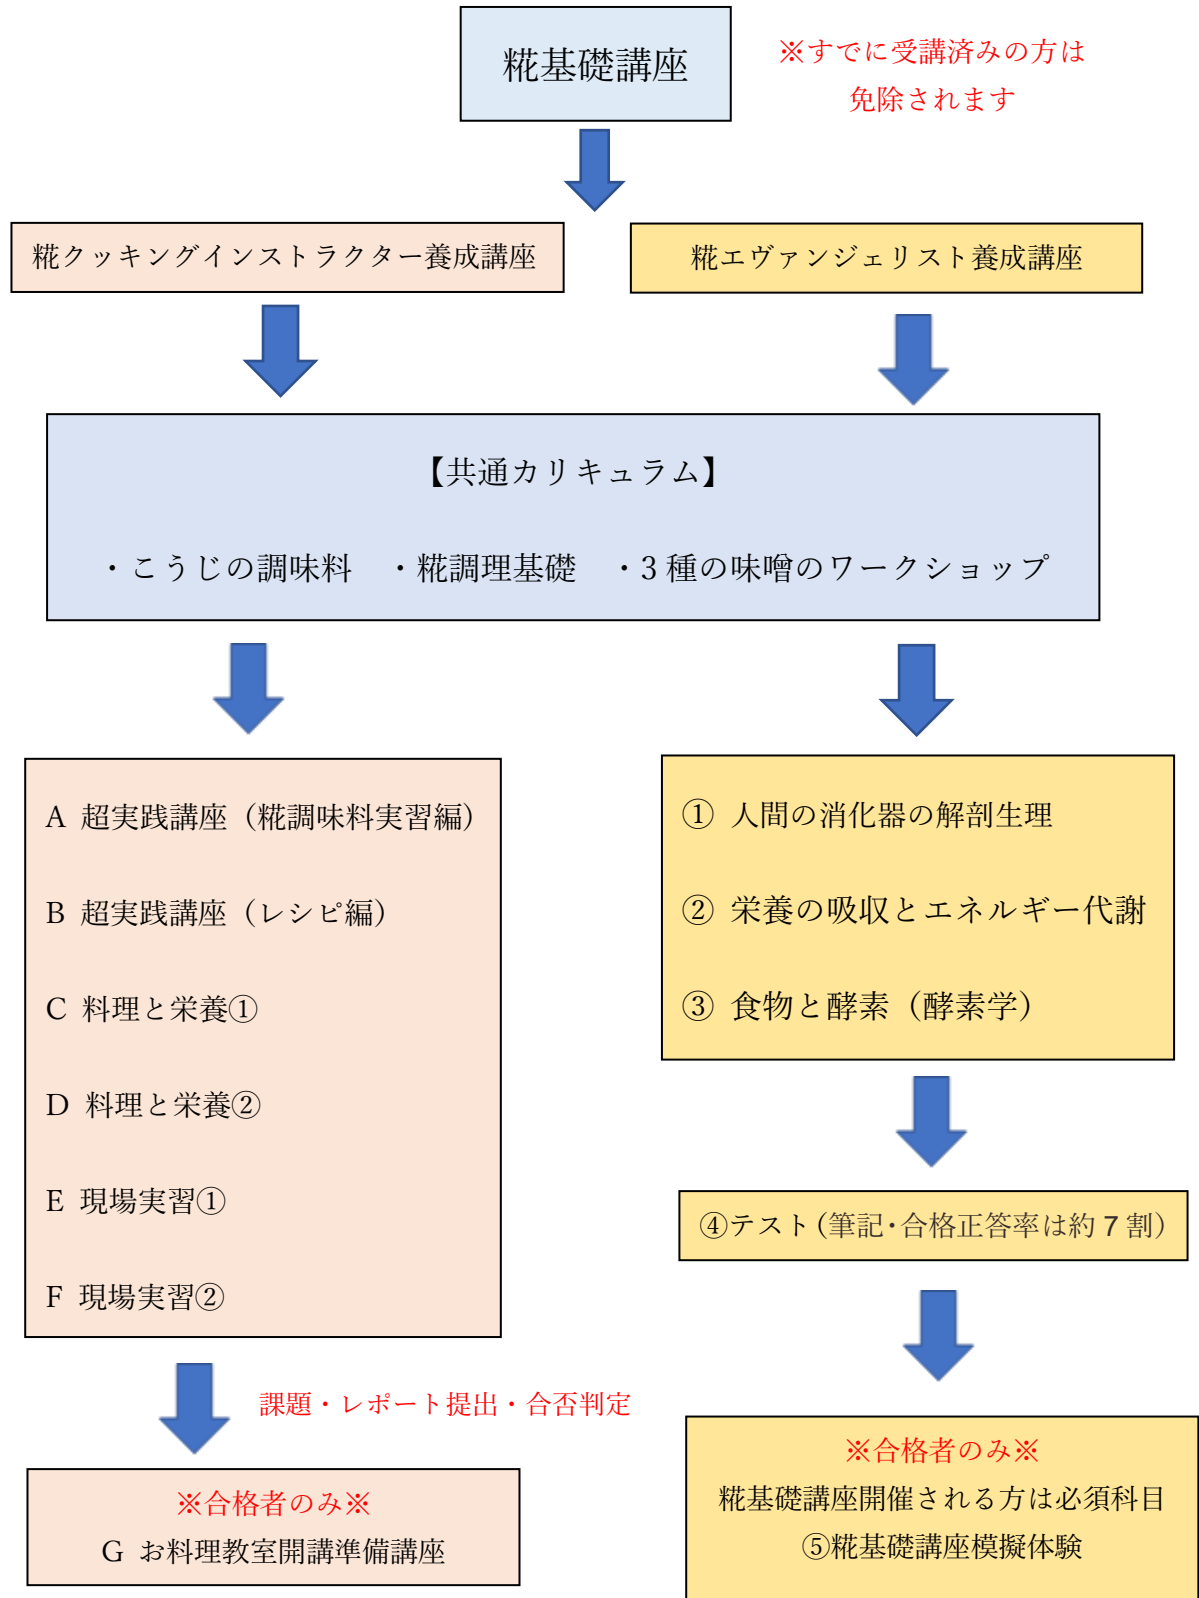 糀基礎講座
※すでに受講済みの方は
免除されます
糀クッキングインストラクター養成講座
糀エヴァンジェリスト養成講座
【共通カリキュラム】
・こうじの調味料 ・糀調理基礎 ・3種の味噌のワークショップ
A 超実践講座（糀調味料実習編）
B 超実践講座（レシピ編）
C 料理と栄養①
D 料理と栄養②
E 現場実習①
F 現場実習②
課題・レポート提出・合否判定
※合格者のみ※
G お料理教室開講準備講座
① 人間の消化器の解剖生理
② 栄養の吸収とエネルギー代謝
③ 食物と酵素（酵素学）
④テスト（筆記・合格正答率は約7割）
※合格者のみ※
糀基礎講座開催される方は必須科目
⑤糀基礎講座模擬体験